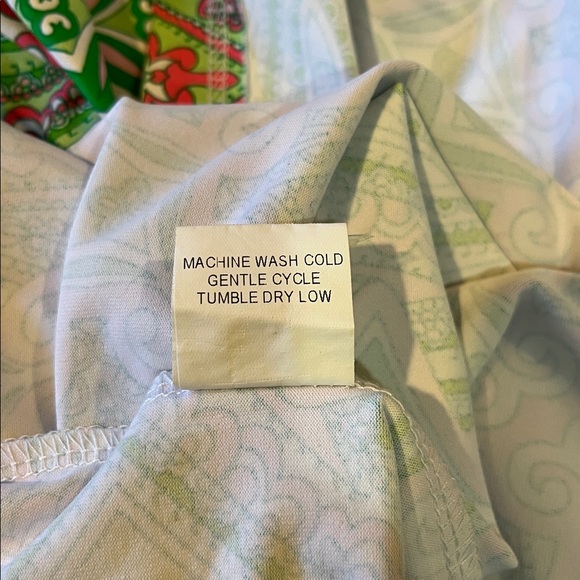 MACHINE WASH COLD
GENTLE CYCLE
TUMBLE DRY LOW